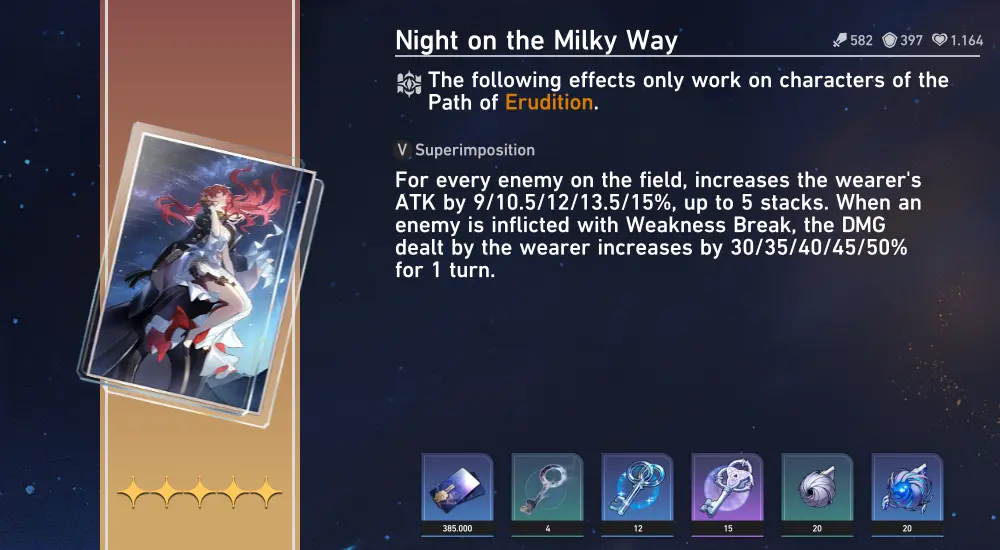 Night on the Milky Way
582 397 1.164
The following effects only work on characters of the
Path of Erudition.
V Superimposition
For every enemy on the field, increases the wearer's
ATK by 9/10.5/12/13.5/15%, up to 5 stacks. When an
enemy is inflicted with Weakness Break, the DMG
dealt by the wearer increases by 30/35/40/45/50%
for 1 turn.
385.000 4 12 15 20 20